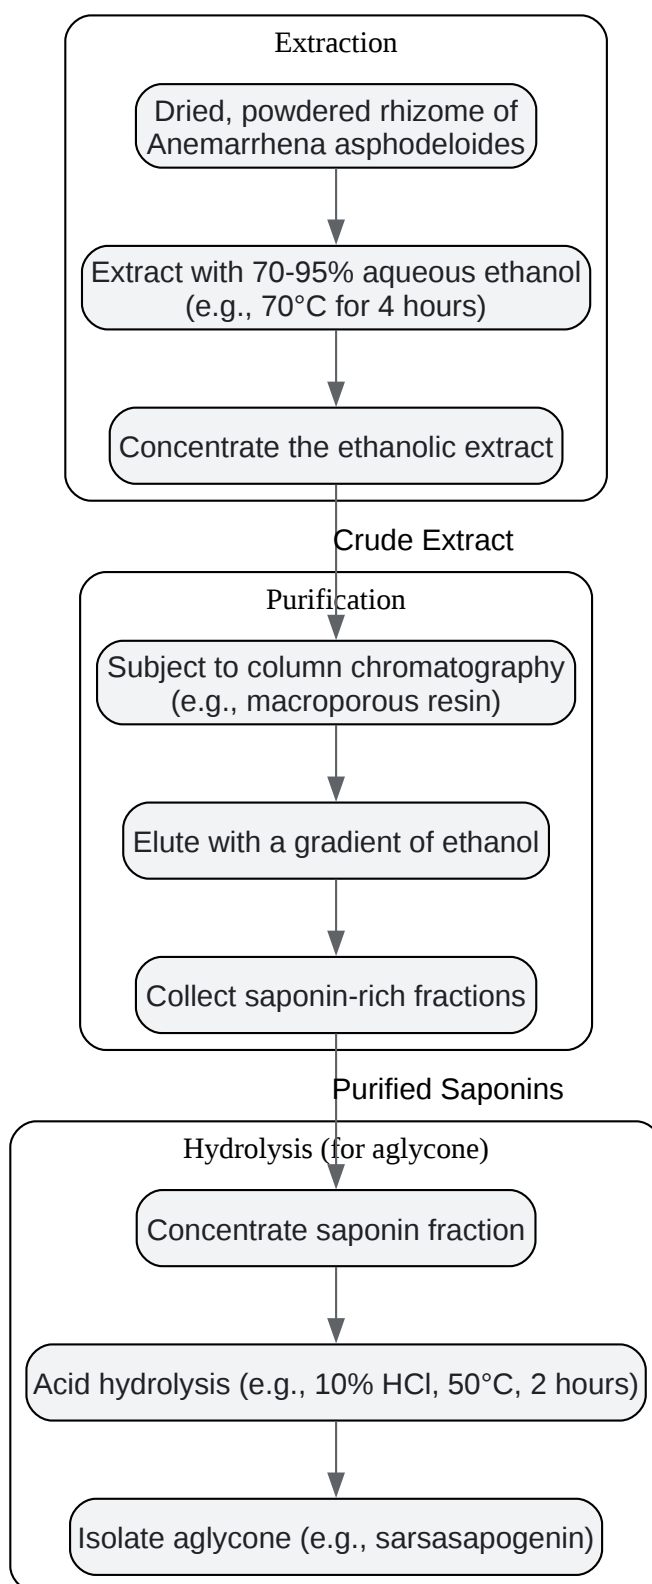 Extraction
Dried, powdered rhizome of
Anemarrhena asphodeloides
Extract with 70-95% aqueous ethanol
(e.g., 70°C for 4 hours)
Concentrate the ethanolic extract
Crude Extract
Purification
Subject to column chromatography
(e.g., macroporous resin)
Elute with a gradient of ethanol
Collect saponin-rich fractions
Purified Saponins
Hydrolysis (for aglycone)
Concentrate saponin fraction
Acid hydrolysis (e.g., 10% HCl, 50°C, 2 hours)
Isolate aglycone (e.g., sarsasapogenin)